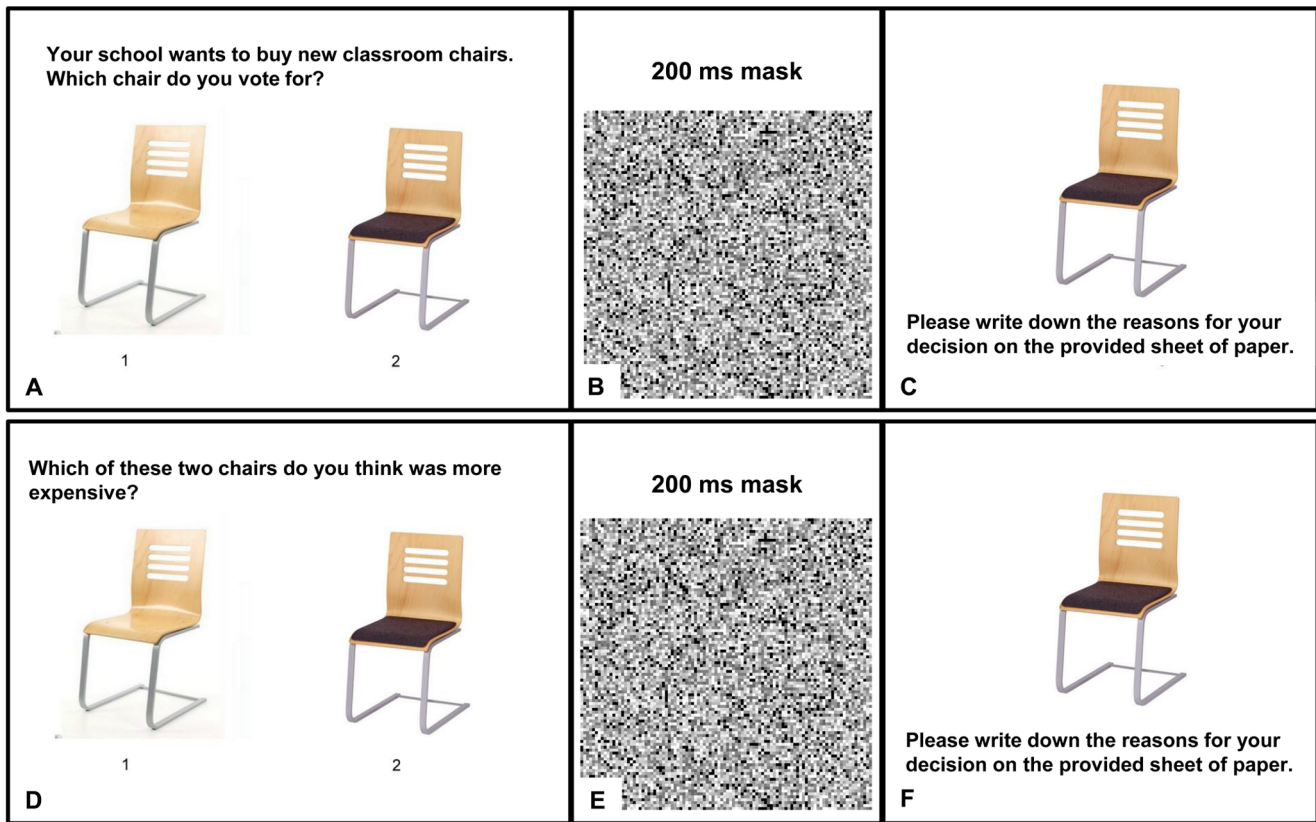 Your school wants to buy new classroom chairs.
Which chair do you vote for?
1
2
A
200 ms mask
B
Please write down the reasons for your
decision on the provided sheet of paper.
C
Which of these two chairs do you think was more
expensive?
1
2
D
200 ms mask
E
Please write down the reasons for your
decision on the provided sheet of paper.
F